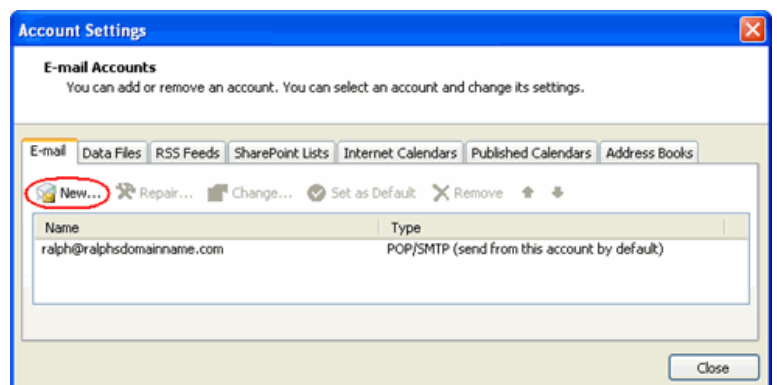 Account Settings
E-mail Accounts
You can add or remove an account. You can select an account and change its settings.
E-mail Data Files RSS Feeds SharePoint Lists Internet Calendars Published Calendars Address Books
New... Repair... Change... Set as Default Remove
Name Type
ralph@ralphsdomainname.com POP/SMTP (send from this account by default)
Close